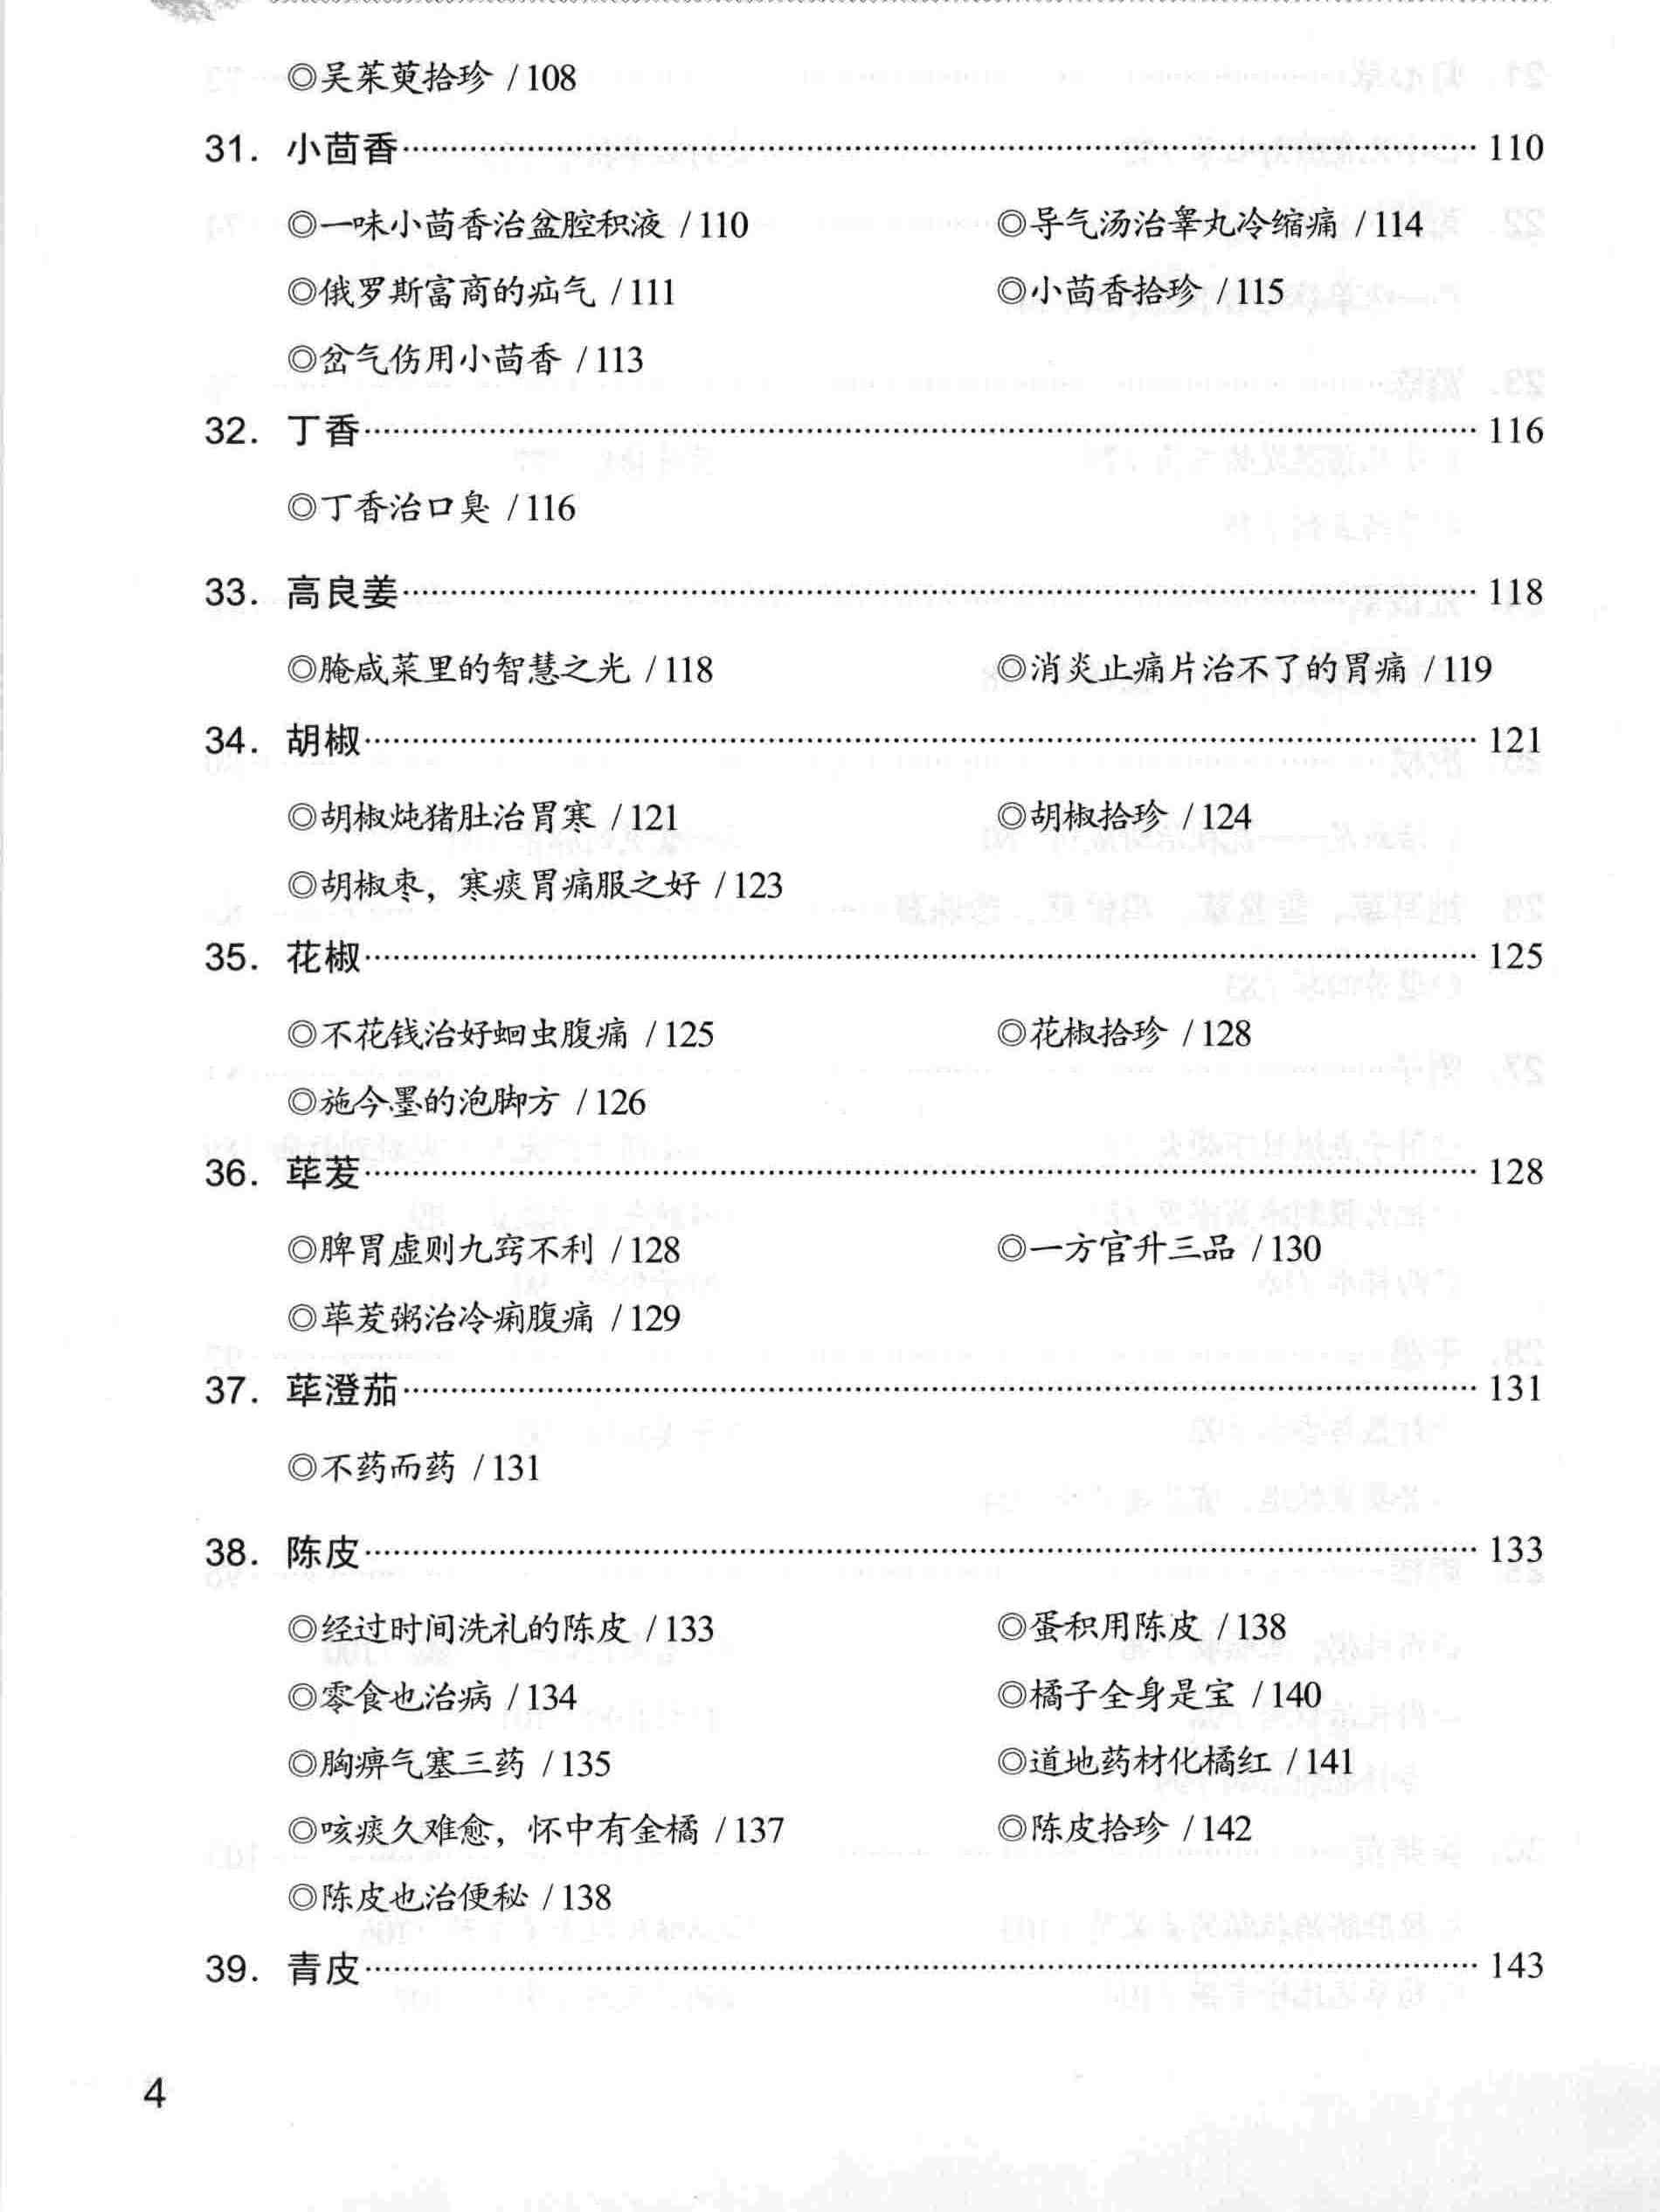 ◎吴茱萸拾珍 / 108
31. 小茴香 110
◎一味小茴香治盆腔积液 / 110 ◎导气汤治睾丸冷缩痛 / 114
◎俄罗斯富商的疝气 / 111 ◎小茴香拾珍 / 115
◎岔气伤用小茴香 / 113
32. 丁香 116
◎丁香治口臭 / 116
33. 高良姜 118
◎腌咸菜里的智慧之光 / 118 ◎消炎止痛片治不了的胃痛 / 119
34. 胡椒 121
◎胡椒炖猪肚治胃寒 / 121 ◎胡椒拾珍 / 124
◎胡椒枣，寒痰胃痛服之好 / 123
35. 花椒 125
◎不花钱治好蛔虫腹痛 / 125 ◎花椒拾珍 / 128
◎施今墨的泡脚方 / 126
36. 荜茇 128
◎脾胃虚则九窍不利 / 128 ◎一方官升三品 / 130
◎荜茇粥治冷痢腹痛 / 129
37. 荜澄茄 131
◎不药而药 / 131
38. 陈皮 133
◎经过时间洗礼的陈皮 / 133 ◎蛋积用陈皮 / 138
◎零食也治病 / 134 ◎橘子全身是宝 / 140
◎胸痹气塞三药 / 135 ◎道地药材化橘红 / 141
◎咳痰久难愈，怀中有金橘 / 137 ◎陈皮拾珍 / 142
◎陈皮也治便秘 / 138
39. 青皮 143
4